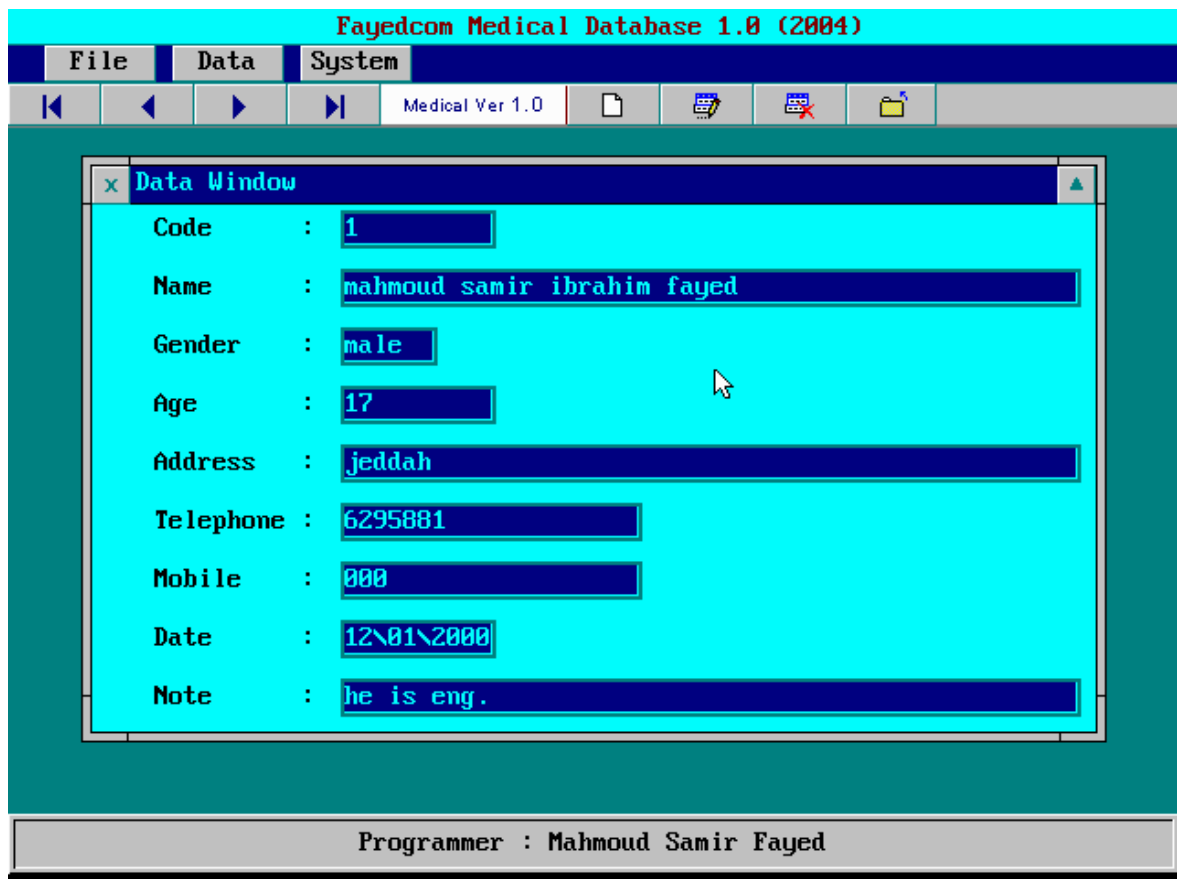 Fayedcom Medical Database 1.0 (2004)
File Data System
Medical Ver 1.0
x Data Window
Code : 1
Name : mahmoud samir ibrahim fayed
Gender : male
Age : 17
Address : jeddah
Telephone : 6295881
Mobile : 000
Date : 12\01\2000
Note : he is eng.
Programmer : Mahmoud Samir Fayed